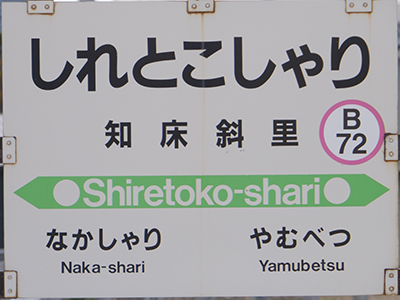 しれとこしゃり
知床斜里
B
72
Shiretoko-shari
なかしゃり やむべつ
Naka-shari Yamubetsu